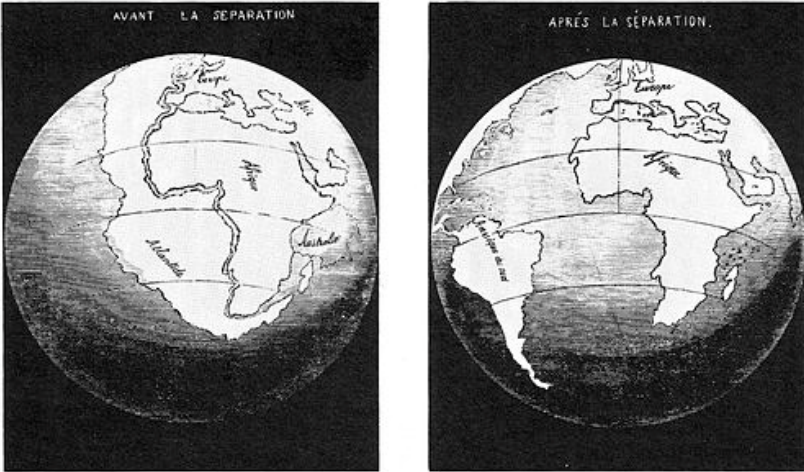 AVANT LA SEPARATION
Europe
Asie
Afrique
Australie
Atlantide
APRÉS LA SÉPARATION.
Europe
Afrique
Amérique du sud